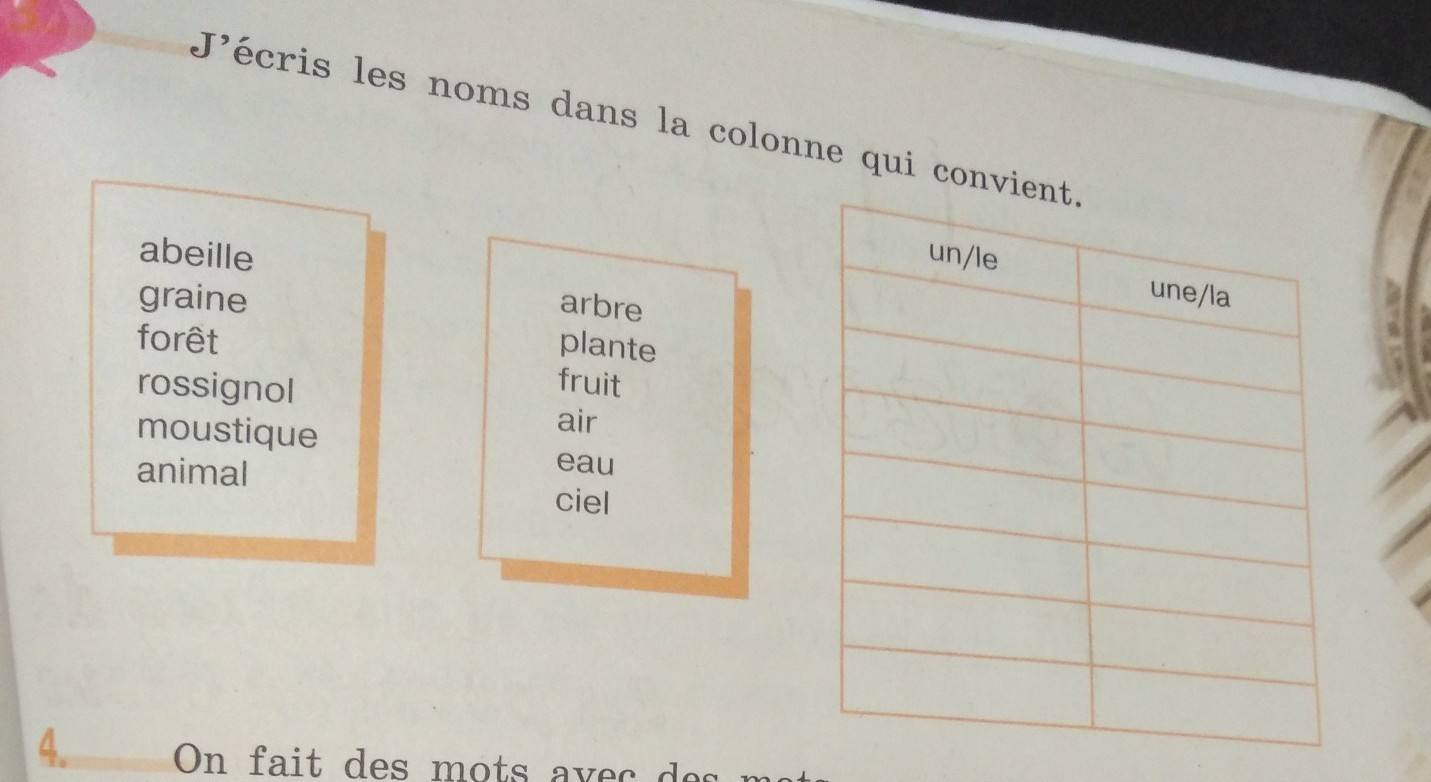 J'écris les noms dans la colonne qui convient.
abeille
graine
forêt
rossignol
moustique
animal
arbre
plante
fruit
air
eau
ciel
un/le
une/la
4. On fait des mots avec des